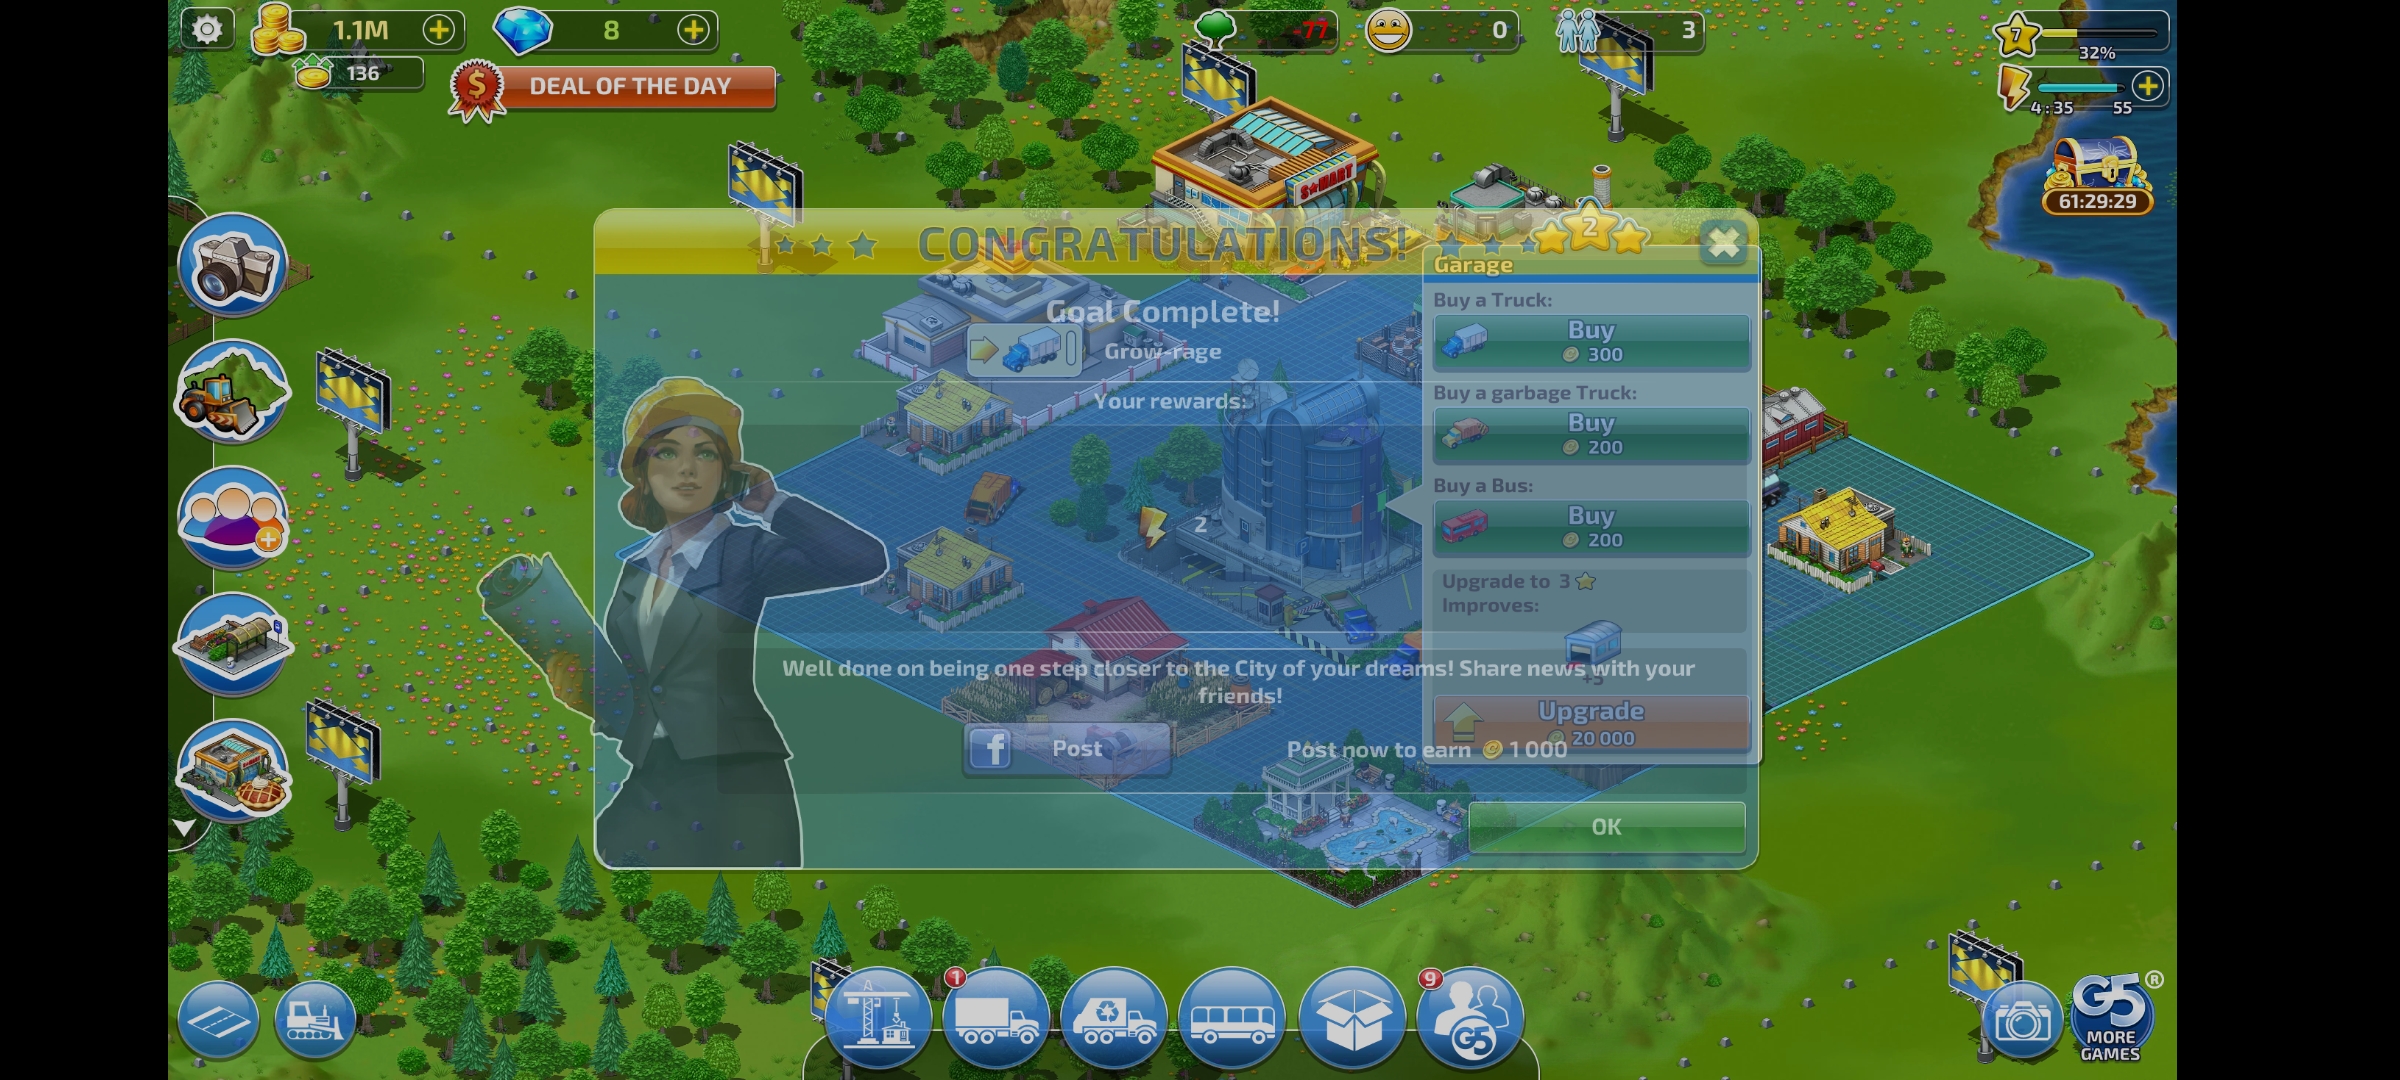 1.1M
8
-77
0
3
7
32%
136
DEAL OF THE DAY
4:35
55
S★MART
61:29:29
CONGRATULATIONS!
2
Garage
Goal Complete!
Buy a Truck:
Buy
300
Grow-rage
Your rewards:
Buy a garbage Truck:
Buy
200
Buy a Bus:
Buy
200
2
Upgrade to 3
Improves:
Well done on being one step closer to the City of your dreams! Share news with your
friends!
+3
Upgrade
20 000
f Post
Post now to earn 1 000
OK
1
9
G5
G5®
MORE
GAMES